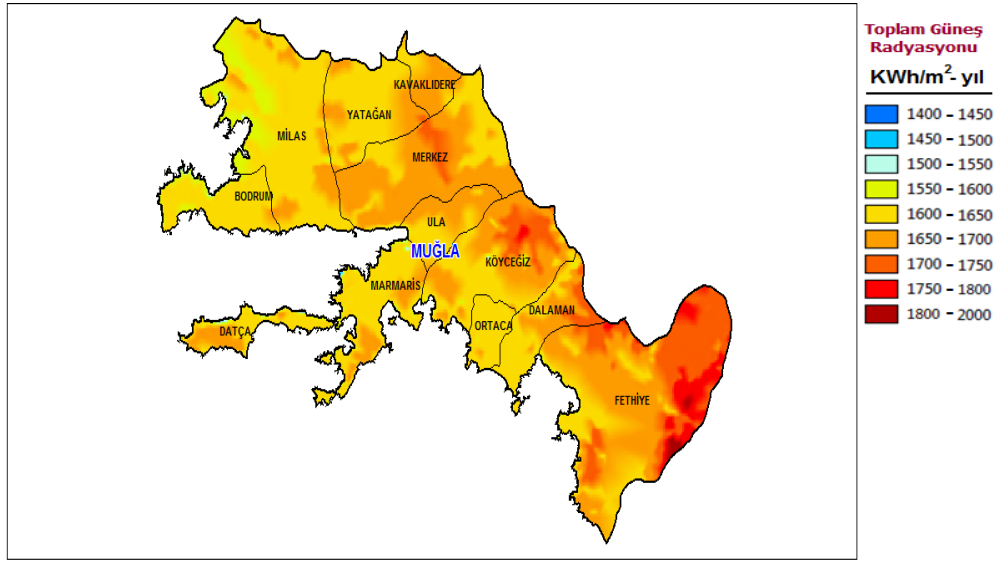 Toplam Güneş
Radyasyonu
KWh/m²- yıl
1400 - 1450
1450 - 1500
1500 - 1550
1550 - 1600
1600 - 1650
1650 - 1700
1700 - 1750
1750 - 1800
1800 - 2000
KAVAKLIDERE
YATAĞAN
MİLAS
MERKEZ
BODRUM
ULA
MUĞLA
KÖYCEĞİZ
MARMARİS
DALAMAN
ORTACA
DATÇA
FETHİYE